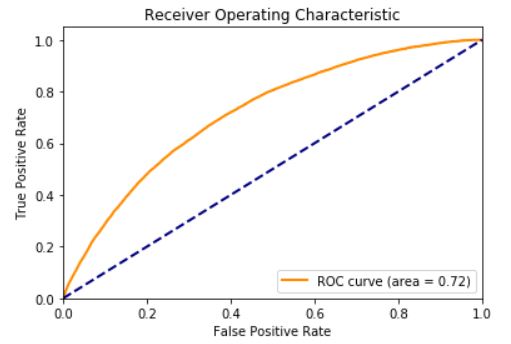 Receiver Operating Characteristic
True Positive Rate
1.0
0.8
0.6
0.4
0.2
0.0
ROC curve (area = 0.72)
0.0 0.2 0.4 0.6 0.8 1.0
False Positive Rate